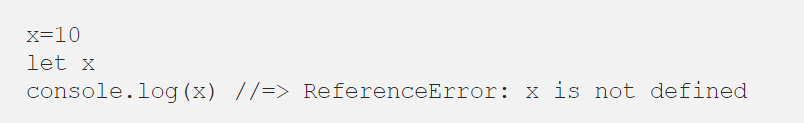 x=10
let x
console.log(x) //=> ReferenceError: x is not defined